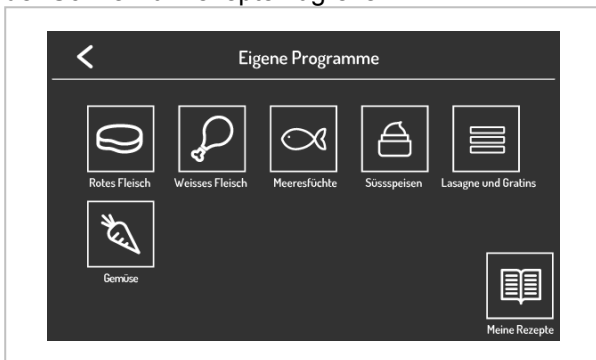 Eigene Programme
Rotes Fleisch Weisses Fleisch Meeresfüchte Süssspeisen Lasagne und Gratins
Gemüse
Meine Rezepte